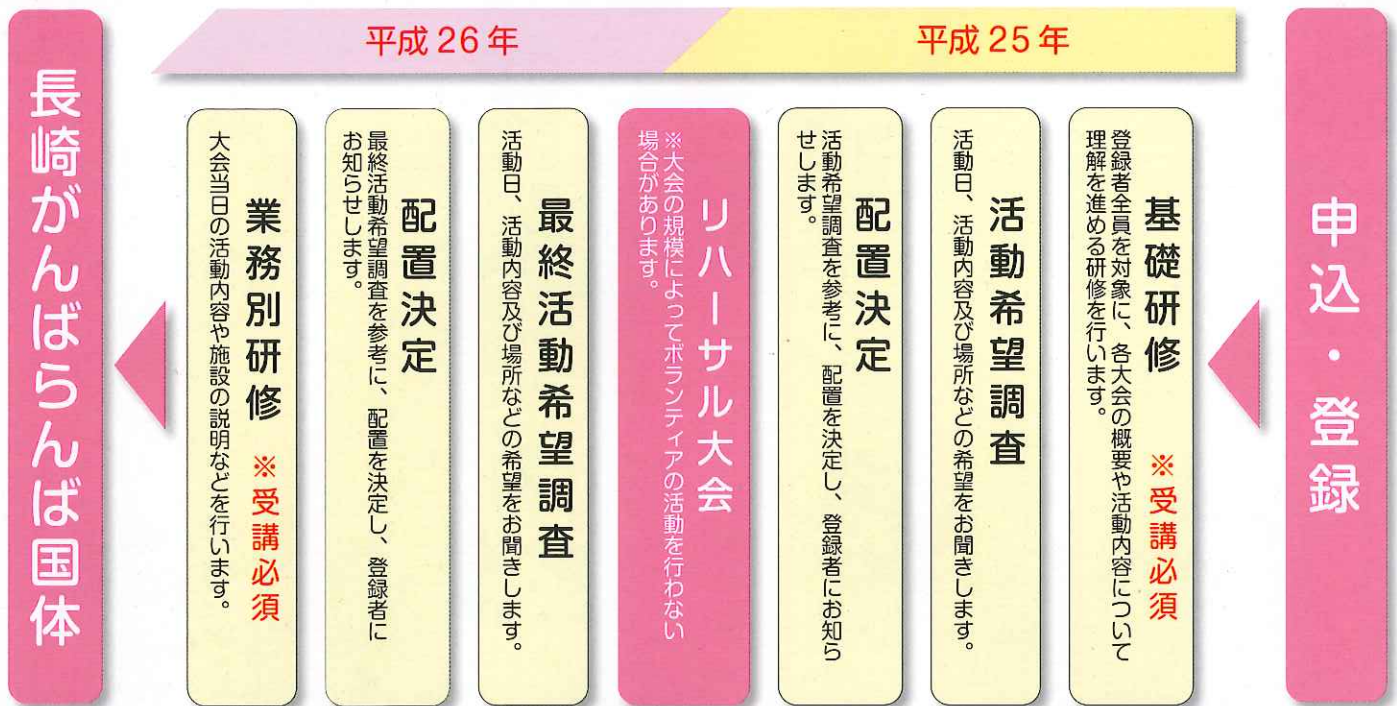 申込・登録
平成25年
平成26年
基礎研修 ※受講必須
登録者全員を対象に、各大会の概要や活動内容について
理解を進める研修を行います。
活動希望調査
活動日、活動内容及び場所などの希望をお聞きします。
配置決定
活動希望調査を参考に、配置を決定し、登録者にお知ら
せします。
リハーサル大会
※大会の規模によってボランティアの活動を行わない
場合があります。
最終活動希望調査
活動日、活動内容及び場所などの希望をお聞きします。
配置決定
最終活動希望調査を参考に、配置を決定し、登録者に
お知らせします。
業務別研修 ※受講必須
大会当日の活動内容や施設の説明などを行います。
長崎がんばらんば国体